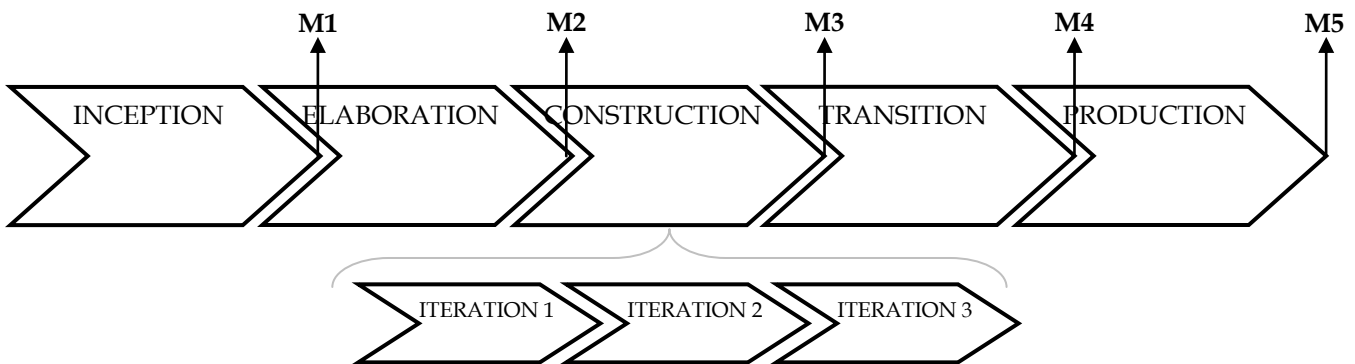 M1 M2 M3 M4 M5
INCEPTION ELABORATION CONSTRUCTION TRANSITION PRODUCTION
ITERATION 1 ITERATION 2 ITERATION 3